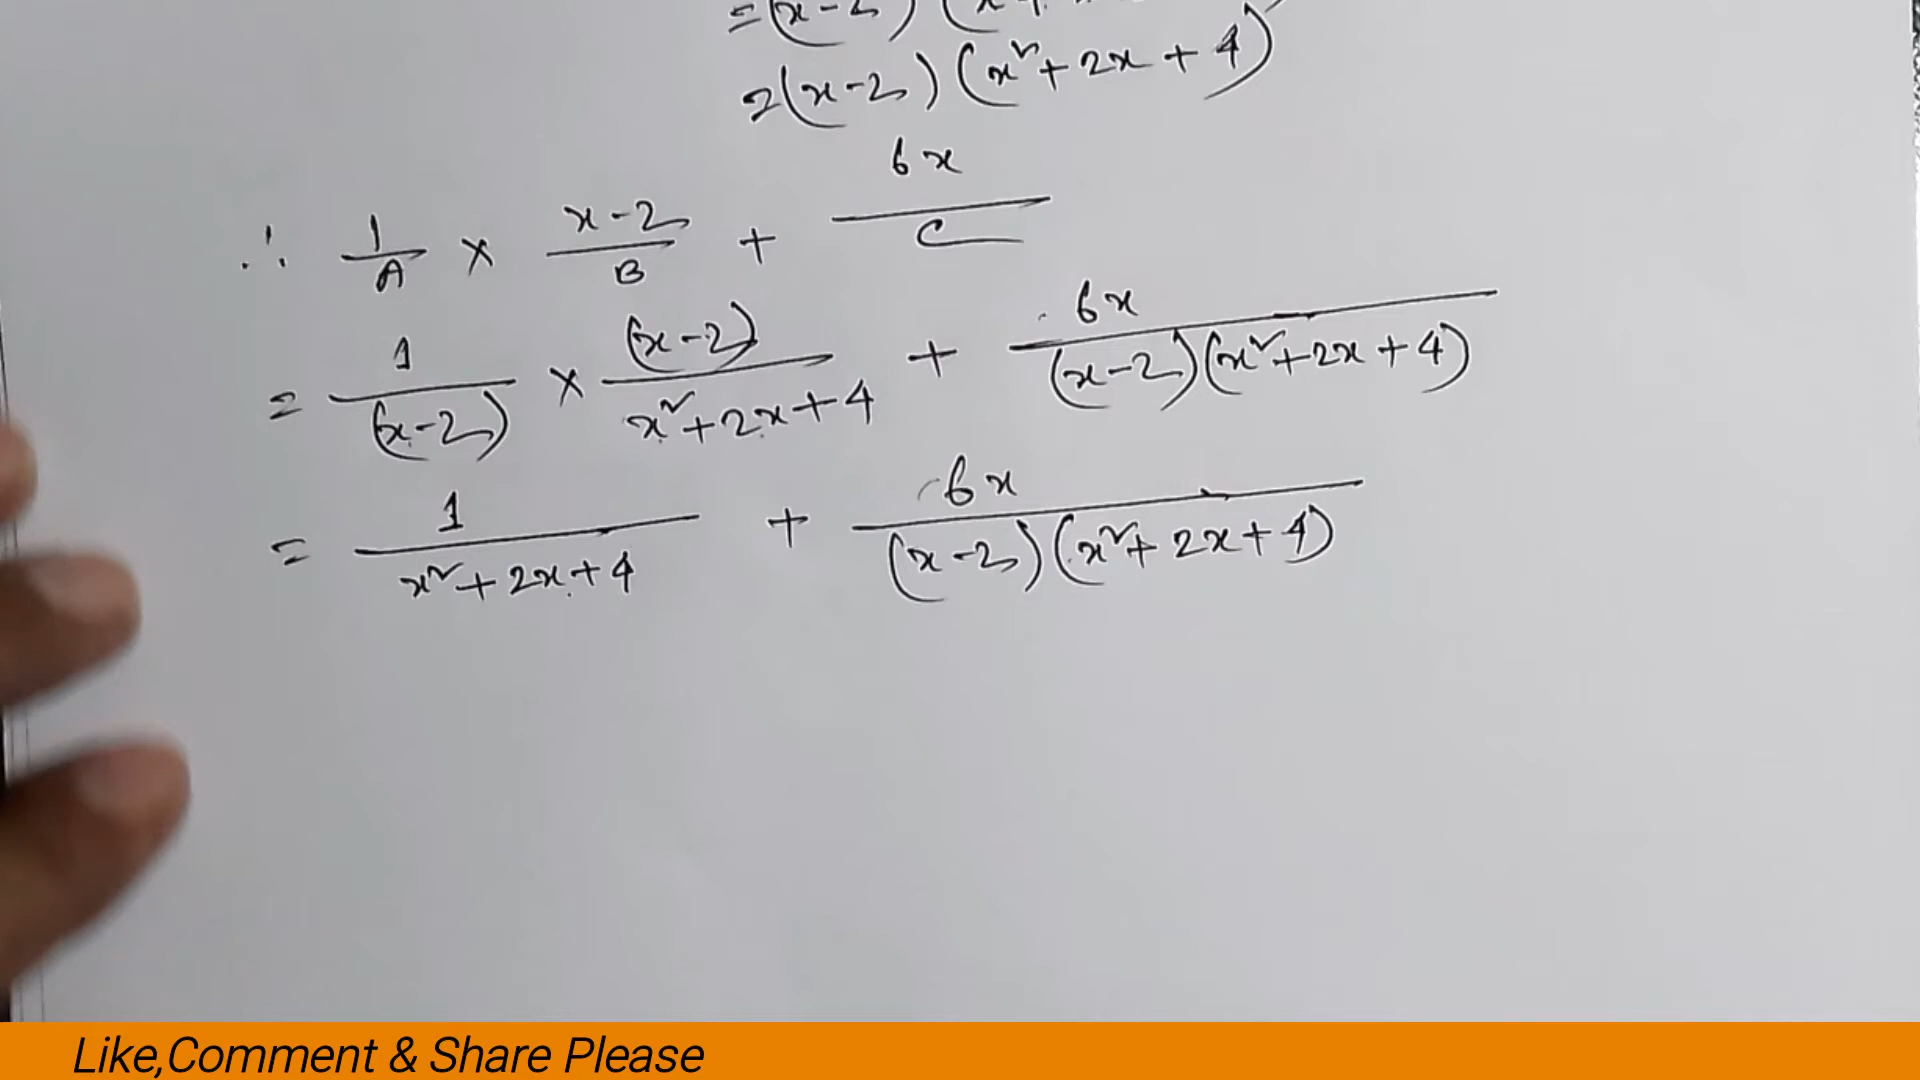 =(x-2)
=(x-2)(x²+2x+4)
∴ 1/A × x-2/B + 6x/C
= 1/(x-2) × (x-2)/x²+2x+4 + 6x/(x-2)(x²+2x+4)
= 1/x²+2x+4 + 6x/(x-2)(x²+2x+4)
Like,Comment & Share Please